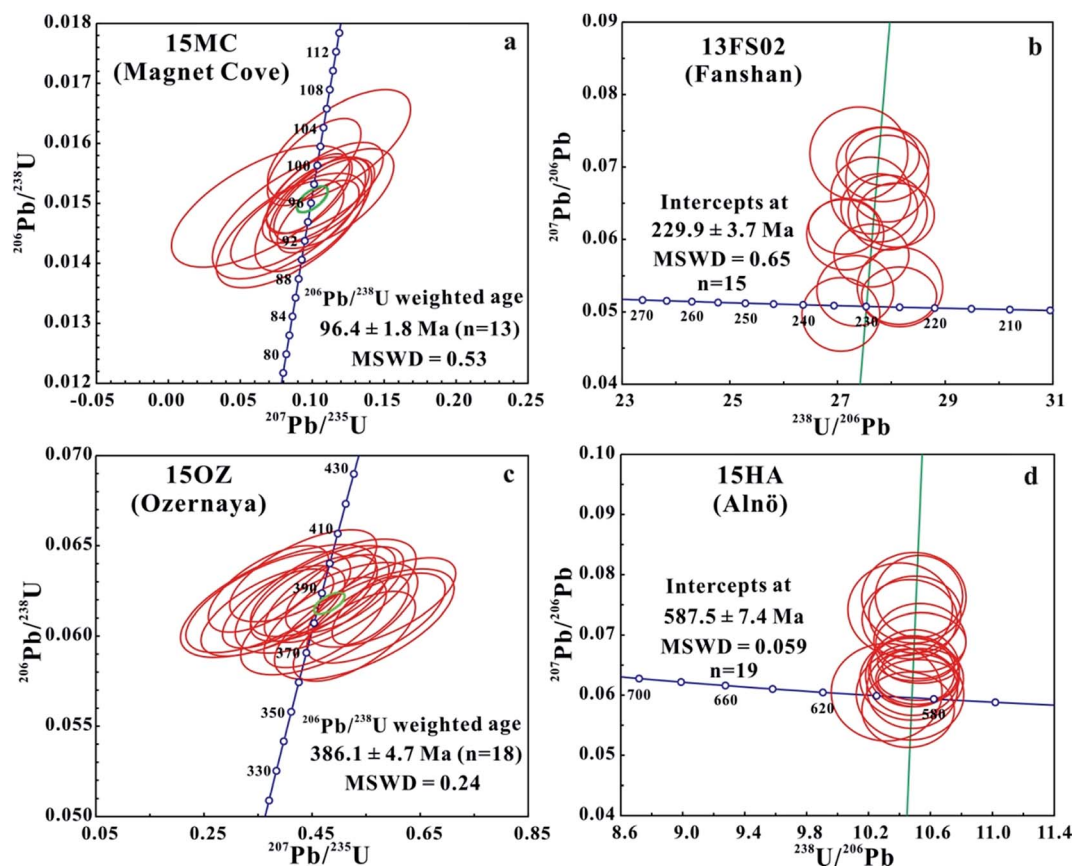 15MC
(Magnet Cove)
a
0.018
0.017
0.016
0.015
0.014
0.013
0.012
²⁰⁶Pb/²³⁸U
112
108
104
100
96
92
88
84
80
²⁰⁶Pb/²³⁸U weighted age
96.4 ± 1.8 Ma (n=13)
MSWD = 0.53
-0.05 0.00 0.05 0.10 0.15 0.20 0.25
²⁰⁷Pb/²³⁵U
13FS02
(Fanshan)
b
0.09
0.08
0.07
0.06
0.05
0.04
²⁰⁷Pb/²⁰⁶Pb
Intercepts at
229.9 ± 3.7 Ma
MSWD = 0.65
n=15
270 260 250 240 230 220 210
23 25 27 29 31
²³⁸U/²⁰⁶Pb
15OZ
(Ozernaya)
c
0.070
0.065
0.060
0.055
0.050
²⁰⁶Pb/²³⁸U
430
410
390
370
350
330
²⁰⁶Pb/²³⁸U weighted age
386.1 ± 4.7 Ma (n=18)
MSWD = 0.24
0.05 0.25 0.45 0.65 0.85
²⁰⁷Pb/²³⁵U
15HA
(Alnö)
d
0.10
0.09
0.08
0.07
0.06
0.05
0.04
²⁰⁷Pb/²⁰⁶Pb
Intercepts at
587.5 ± 7.4 Ma
MSWD = 0.059
n=19
700 660 620 580
8.6 9.0 9.4 9.8 10.2 10.6 11.0 11.4
²³⁸U/²⁰⁶Pb